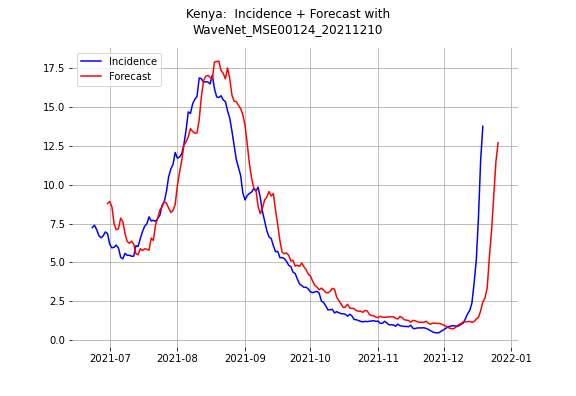 Kenya:  Incidence + Forecast with
WaveNet_MSE00124_20211210
Incidence
Forecast
17.5
15.0
12.5
10.0
7.5
5.0
2.5
0.0
2021-07 2021-08 2021-09 2021-10 2021-11 2021-12 2022-01